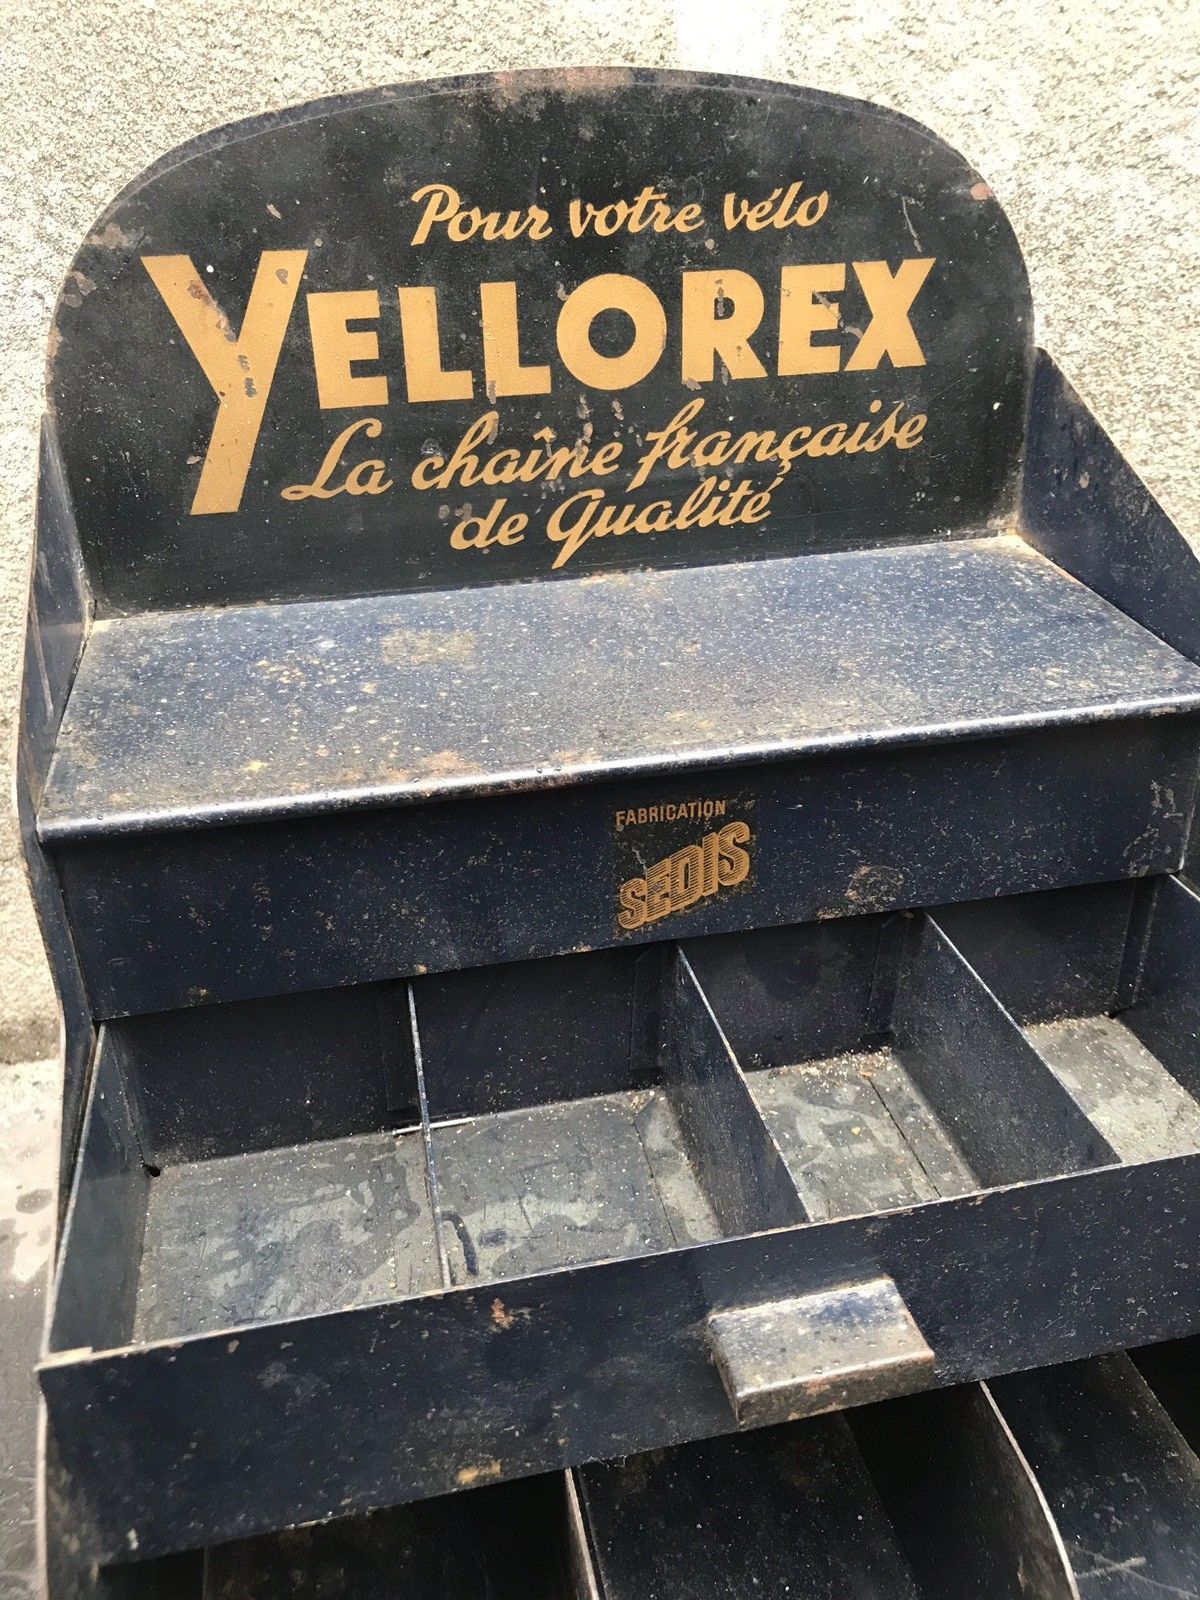 Pour votre vélo
YELLOREX
La chaîne française
de Qualité
FABRICATION
SEDIS